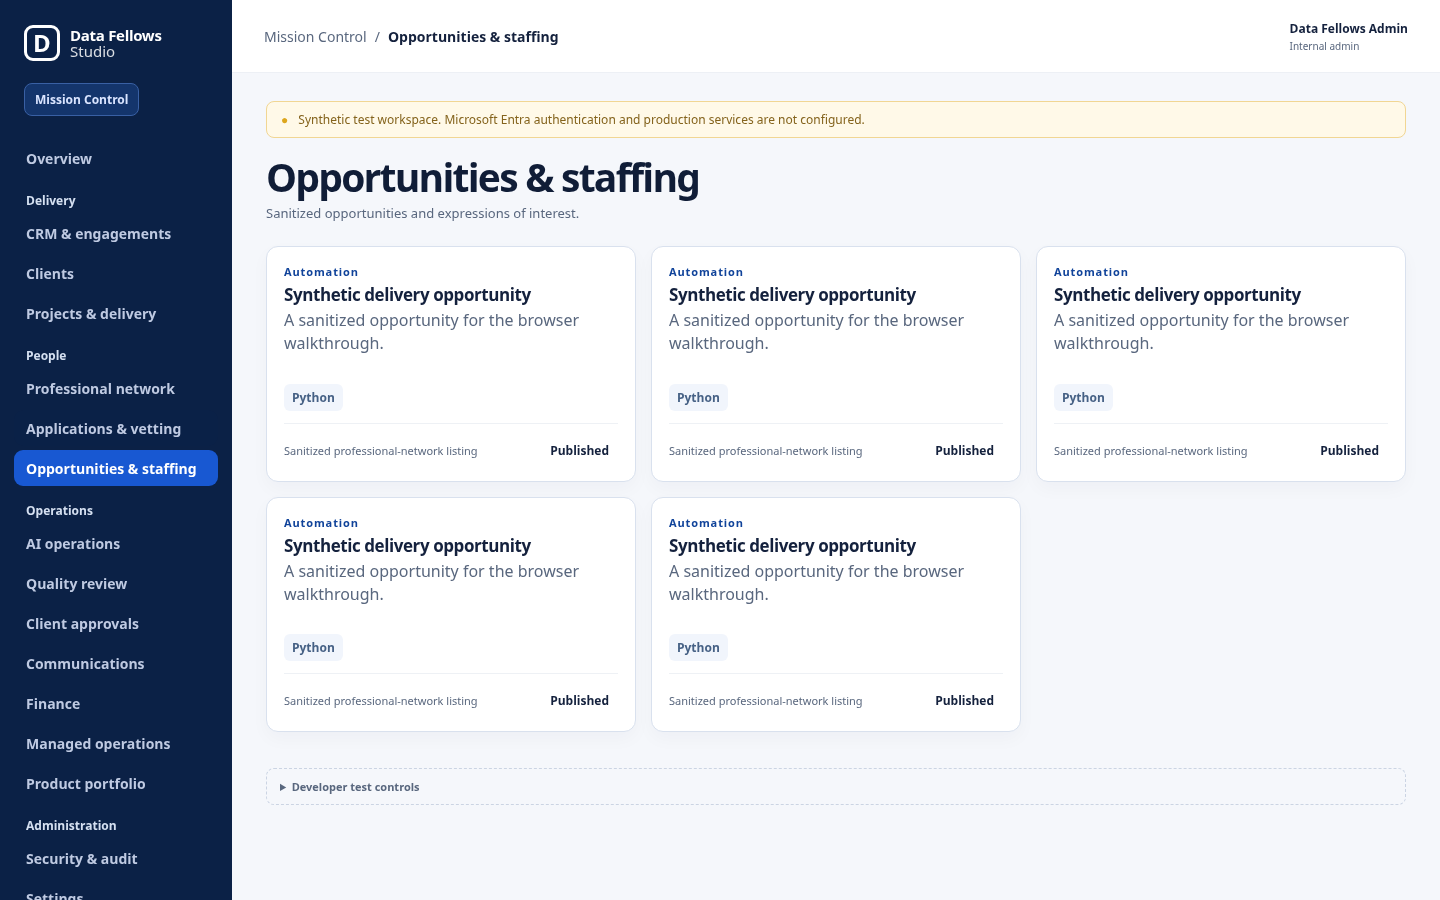 D
Data Fellows
Studio
Mission Control
Overview
Delivery
CRM & engagements
Clients
Projects & delivery
People
Professional network
Applications & vetting
Opportunities & staffing
Operations
AI operations
Quality review
Client approvals
Communications
Finance
Managed operations
Product portfolio
Administration
Security & audit
Settings
Mission Control / Opportunities & staffing
Data Fellows Admin
Internal admin
Synthetic test workspace. Microsoft Entra authentication and production services are not configured.
Opportunities & staffing
Sanitized opportunities and expressions of interest.
Automation
Synthetic delivery opportunity
A sanitized opportunity for the browser
walkthrough.
Python
Sanitized professional-network listing Published
Automation
Synthetic delivery opportunity
A sanitized opportunity for the browser
walkthrough.
Python
Sanitized professional-network listing Published
Automation
Synthetic delivery opportunity
A sanitized opportunity for the browser
walkthrough.
Python
Sanitized professional-network listing Published
Automation
Synthetic delivery opportunity
A sanitized opportunity for the browser
walkthrough.
Python
Sanitized professional-network listing Published
Automation
Synthetic delivery opportunity
A sanitized opportunity for the browser
walkthrough.
Python
Sanitized professional-network listing Published
Developer test controls